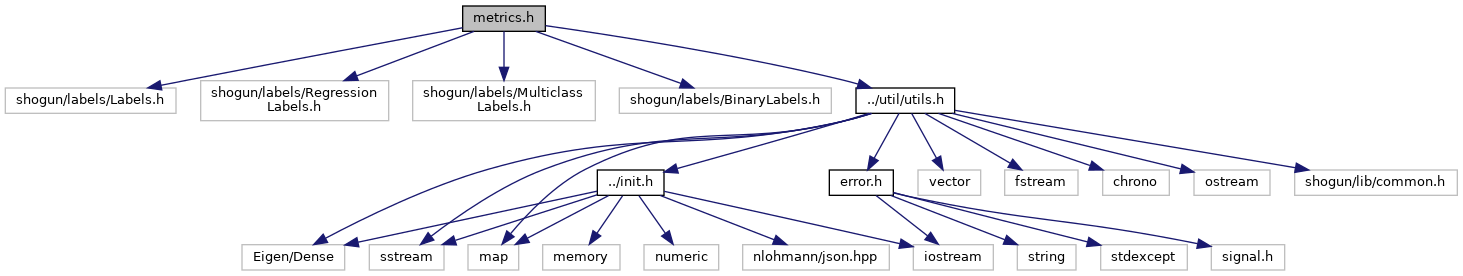 metrics.h
shogun/labels/Labels.h
shogun/labels/Regression
Labels.h
shogun/labels/Multiclass
Labels.h
shogun/labels/BinaryLabels.h
../util/utils.h
../init.h
error.h
vector
fstream
chrono
ostream
shogun/lib/common.h
Eigen/Dense
sstream
map
memory
numeric
nlohmann/json.hpp
iostream
string
stdexcept
signal.h